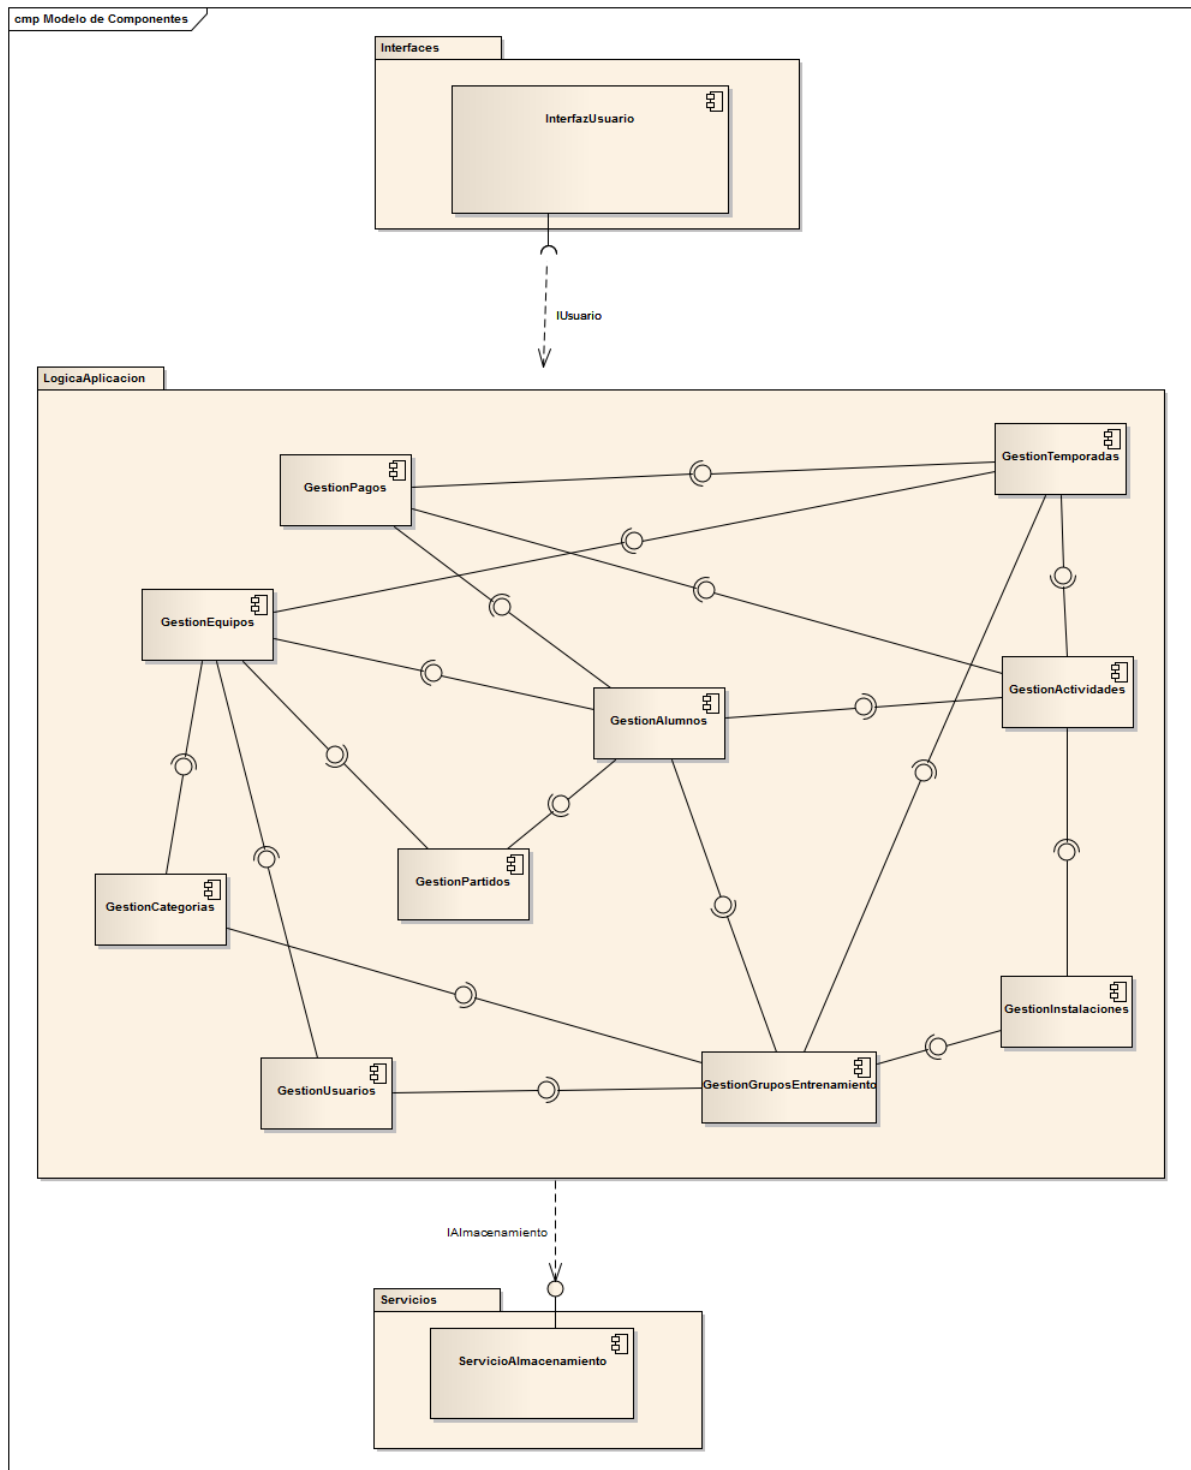 cmp Modelo de Componentes
Interfaces
InterfazUsuario
IUsuario
LogicaAplicacion
GestionTemporadas
GestionPagos
GestionEquipos
GestionActividades
GestionAlumnos
GestionPartidos
GestionCategorias
GestionInstalaciones
GestionUsuarios
GestionGruposEntrenamiento
IAlmacenamiento
Servicios
ServicioAlmacenamiento